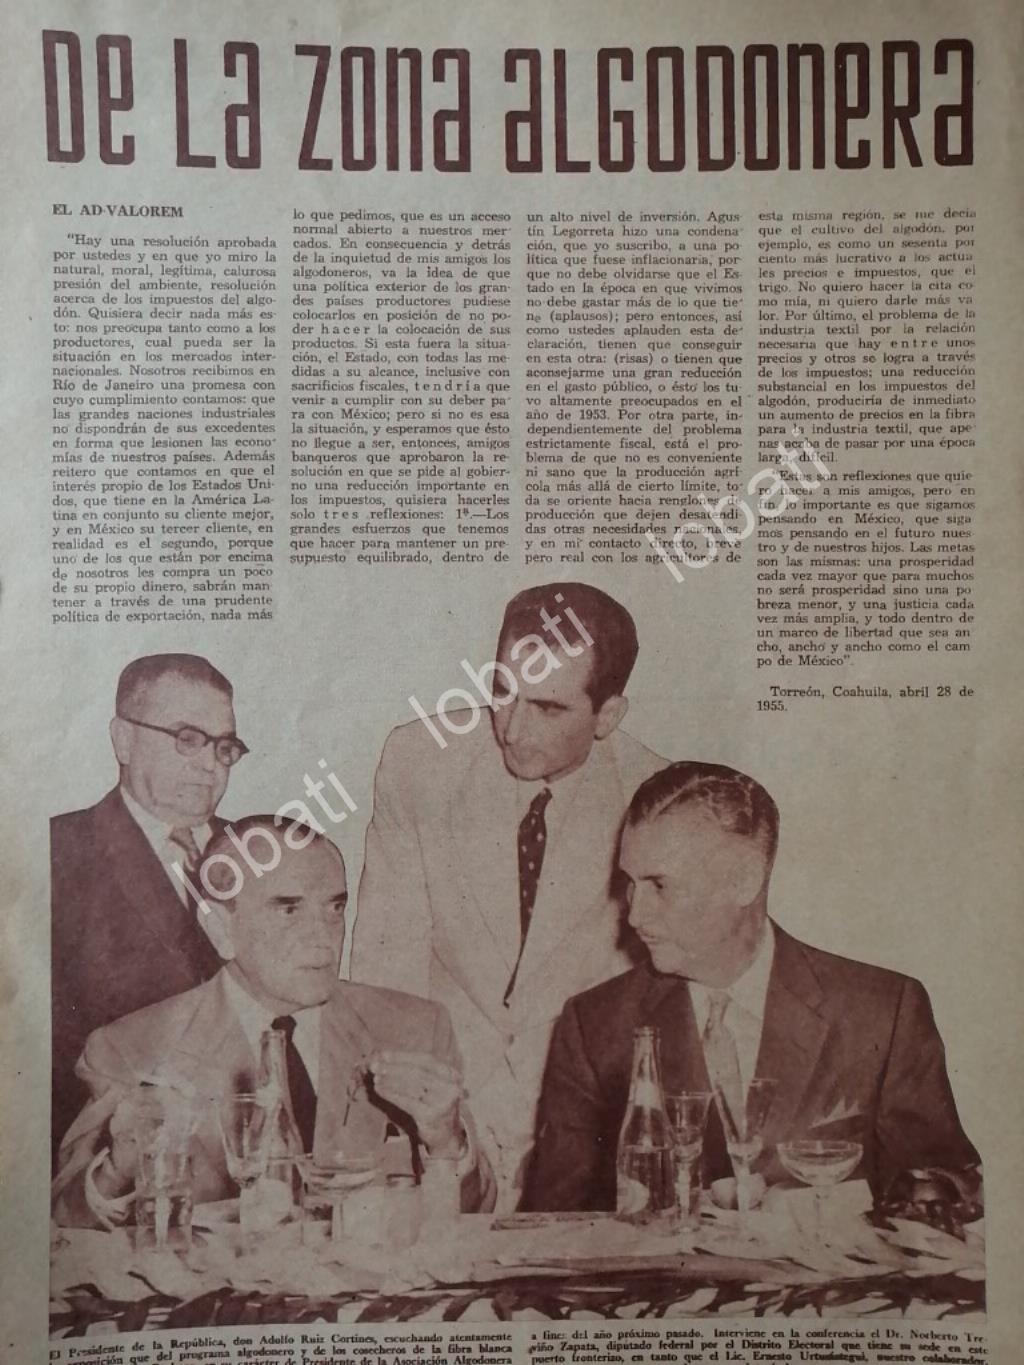 DE LA ZONA ALGODONERA
EL AD-VALOREM
"Hay una resolución aprobada
por ustedes y en que yo miro la
natural, moral, legítima, calurosa
presión del ambiente, resolución
acerca de los impuestos del algo-
dón. Quisiera decir nada más es-
to: nos preocupa tanto como a los
productores, cual pueda ser la
situación en los mercados inter-
nacionales. Nosotros recibimos en
Río de Janeiro una promesa con
cuyo cumplimiento contamos: que
las grandes naciones industriales
no dispondrán de sus excedentes
en forma que lesionen las econo-
mías de nuestros países. Además
reitero que contamos en que el
interés propio de los Estados Uni-
dos, que tiene en la América La-
tina en conjunto su cliente mejor,
y en México su tercer cliente, en
realidad es el segundo, porque
uno de los que están por encima
de nosotros les compra un poco
de su propio dinero, sabrán man-
tener a través de una prudente
política de exportación, nada más
lo que pedimos, que es un acceso
normal abierto a nuestros mer-
cados. En consecuencia y detrás
de la inquietud de mis amigos los
algodoneros, va la idea de que
una política exterior de los gran-
des países productores pudiese
colocarlos en posición de no po-
der hacer la colocación de sus
productos. Si esta fuera la situa-
ción, el Estado, con todas las me-
didas a su alcance, inclusive con
sacrificios fiscales, tendría que
venir a cumplir con su deber pa-
ra con México; pero si no es esa
la situación, y esperamos que ésto
no llegue a ser, entonces, amigos
banqueros que aprobaron la re-
solución en que se pide al gobier-
no una reducción importante en
los impuestos, quisiera hacerles
solo tres reflexiones: 1ª.—Los
grandes esfuerzos que tenemos
que hacer para mantener un pre-
supuesto equilibrado, dentro de
un alto nivel de inversión. Agus-
tín Legorreta hizo una condena-
ción, que yo suscribo, a una po-
lítica que fuese inflacionaria, por-
que no debe olvidarse que el Es-
tado en la época en que vivimos
no debe gastar más de lo que tie-
ne (aplausos); pero entonces, así
como ustedes aplauden esta de-
claración, tienen que conseguir
en esta otra: (risas) o tienen que
aconsejarme una gran reducción
en el gasto público, o ésto los tu-
vo altamente preocupados en el
año de 1953. Por otra parte, in-
dependientemente del problema
estrictamente fiscal, está el pro-
blema de que no es conveniente
ni sano que la producción agrí-
cola más allá de cierto límite, to-
da se oriente hacia renglones de
producción que dejen desatendi-
das otras necesidades nacionales,
y en mi contacto directo,
pero real con los agricultores de
esta misma región, se me decía
que el cultivo del algodón, por
ejemplo, es como un sesenta por
ciento más lucrativo a los actua-
les precios e impuestos, que el
trigo. No quiero hacer la cita co-
mo mía, ni quiero darle más va-
lor. Por último, el problema de la
industria textil por la relación
necesaria que hay entre unos
precios y otros se logra a través
de los impuestos; una reducción
substancial en los impuestos del
algodón, produciría de inmediato
un aumento de precios en la fibra
para la industria textil, que ape-
nas acaba de pasar por una época
larga, difícil.
"Estas son reflexiones que quie-
ro hacer a mis amigos, pero en
fin, lo importante es que sigamos
pensando en México, que siga-
mos pensando en el futuro nues-
tro y de nuestros hijos. Las metas
son las mismas: una prosperidad
cada vez mayor que para muchos
no será prosperidad sino una po-
breza menor, y una justicia cada
vez más amplia, y todo dentro de
un marco de libertad que sea an-
cho, ancho y ancho como el cam-
po de México".
Torreón, Coahuila, abril 28 de
1955.
lobati
lobati
lobati
El Presidente de la República, don Adolfo Ruiz Cortines, escuchando atentamente
exposición que del programa algodonero y de los cosecheros de la fibra blanca
en su carácter de Presidente de la Asociación Algodonera
a fines del año próximo pasado. Interviene en la conferencia el Dr. Norberto Tre-
viño Zapata, diputado federal por el Distrito Electoral que tiene su sede en este
puerto fronterizo, en tanto que el Lic. Ernesto Urtusástegui, nuestro colaborador